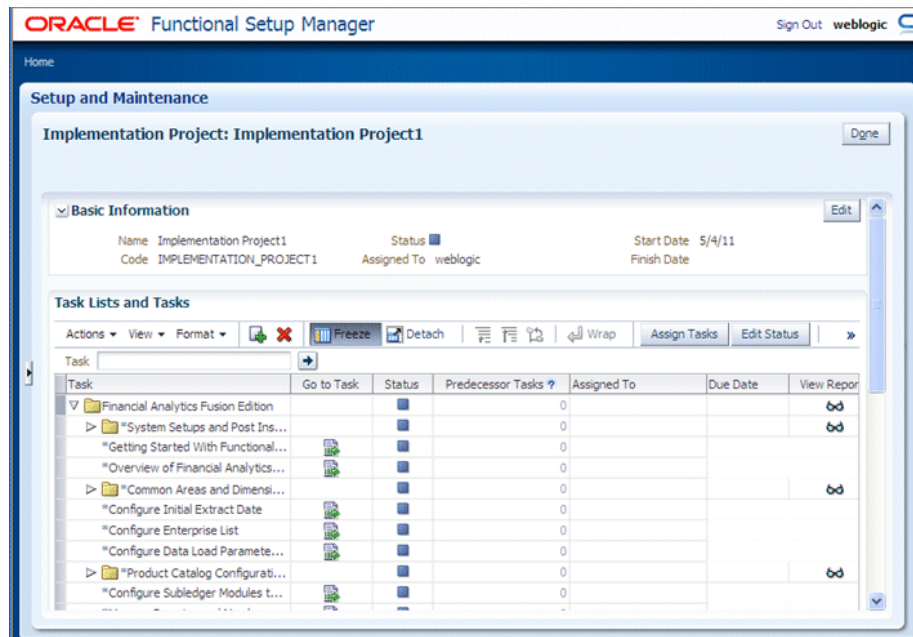 ORACLE Functional Setup Manager
Sign Out weblogic
Home
Setup and Maintenance
Implementation Project: Implementation Project1
Done
Basic Information
Edit
Name Implementation Project1 Status Start Date 5/4/11
Code IMPLEMENTATION_PROJECT1 Assigned To weblogic Finish Date
Task Lists and Tasks
Actions View Format Freeze Detach Wrap Assign Tasks Edit Status »
Task
Task Go to Task Status Predecessor Tasks ? Assigned To Due Date View Repor
Financial Analytics Fusion Edition 0
*System Setups and Post Ins... 0
*Getting Started With Functional... 0
*Overview of Financial Analytics... 0
*Common Areas and Dimensi... 0
*Configure Initial Extract Date 0
*Configure Enterprise List 0
*Configure Data Load Paramete... 0
*Product Catalog Configurati... 0
*Configure Subledger Modules t... 0